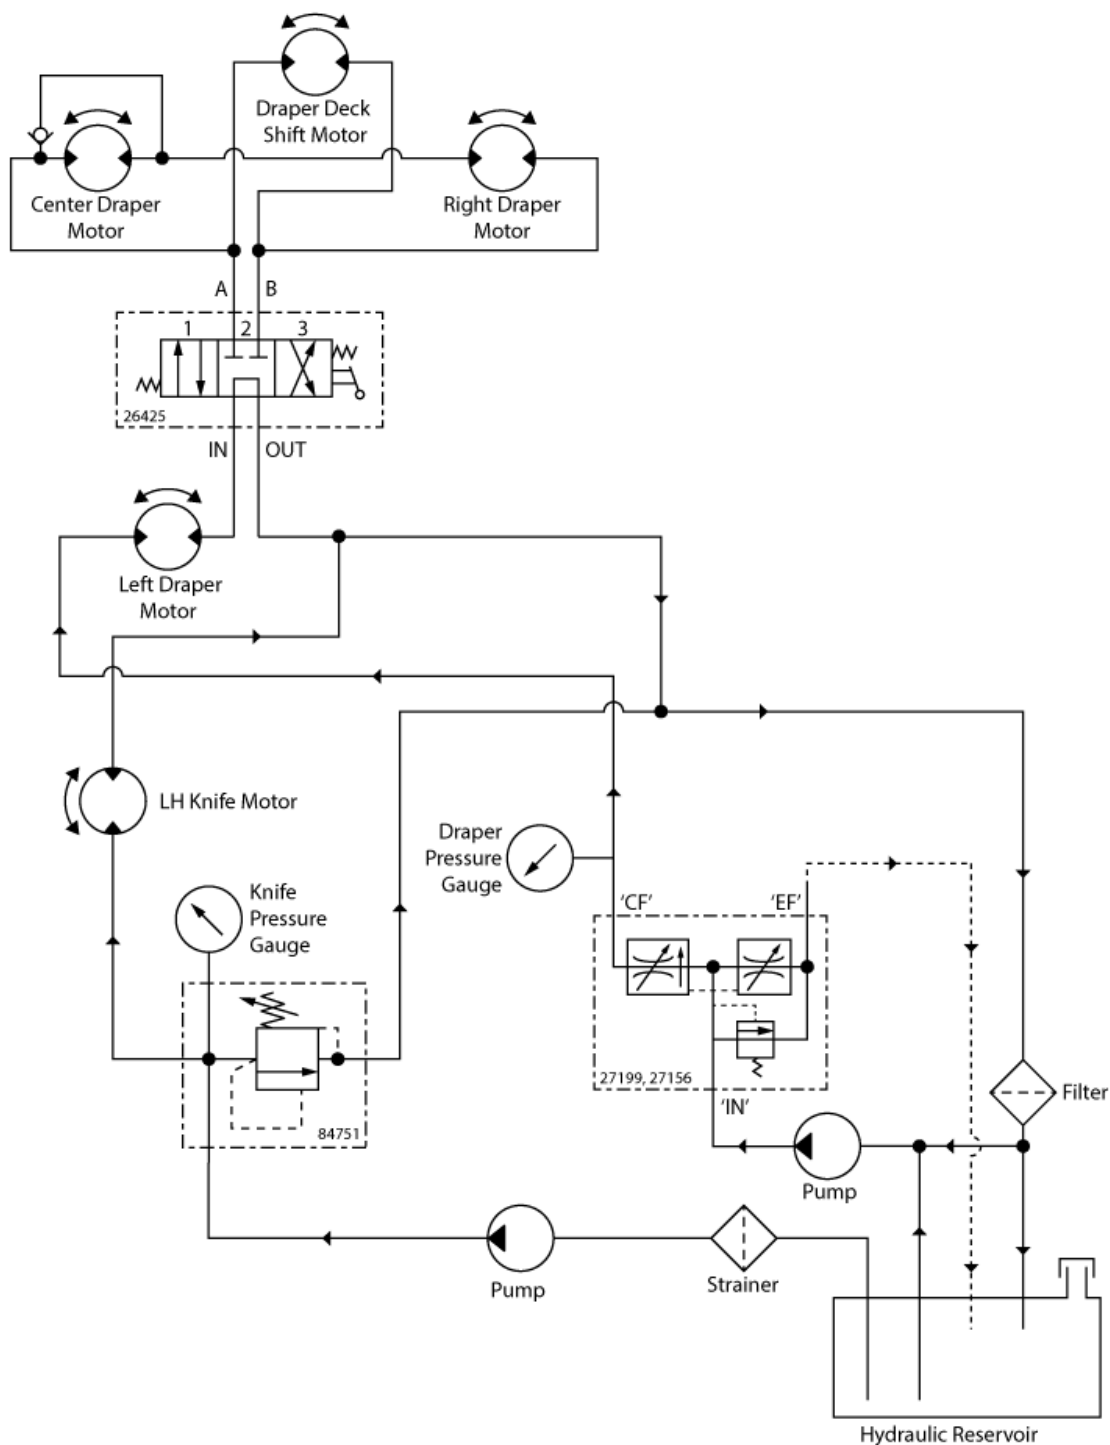 Draper Deck
Shift Motor
Center Draper
Motor
Right Draper
Motor
A
B
1
2
3
26425
IN
OUT
Left Draper
Motor
LH Knife Motor
Draper
Pressure
Gauge
Knife
Pressure
Gauge
‘CF’
‘EF’
27199, 27156
‘IN’
84751
Filter
Pump
Pump
Strainer
Hydraulic Reservoir